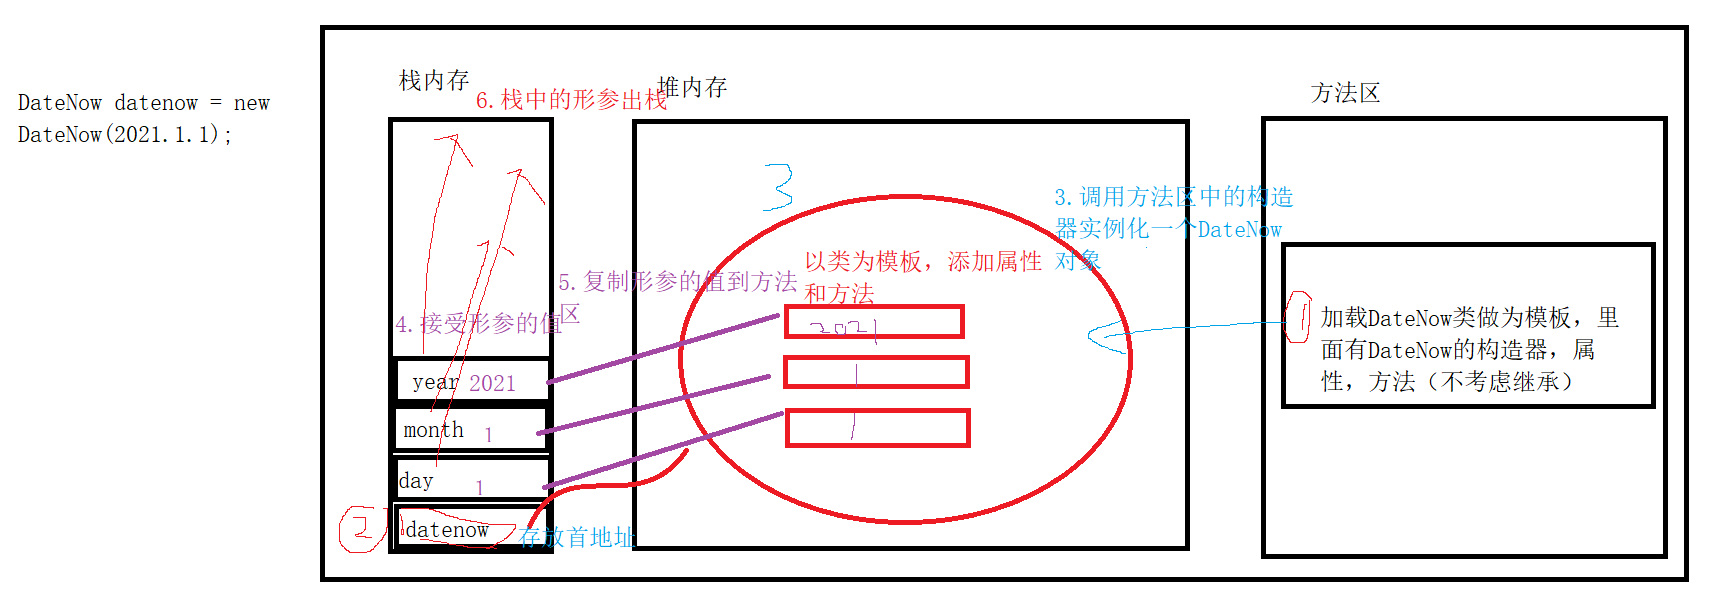 DateNow datenow = new
DateNow(2021.1.1);
栈内存
6.栈中的形参出栈
堆内存
方法区
3
3.调用方法区中的构造
器实例化一个DateNow
对象
以类为模板，添加属性
和方法
5.复制形参的值到方法
区
4.接受形参的值
2021
1
1
1
加载DateNow类做为模板，里
面有DateNow的构造器，属
性，方法（不考虑继承）
year 2021
month 1
day 1
2
datenow
存放首地址